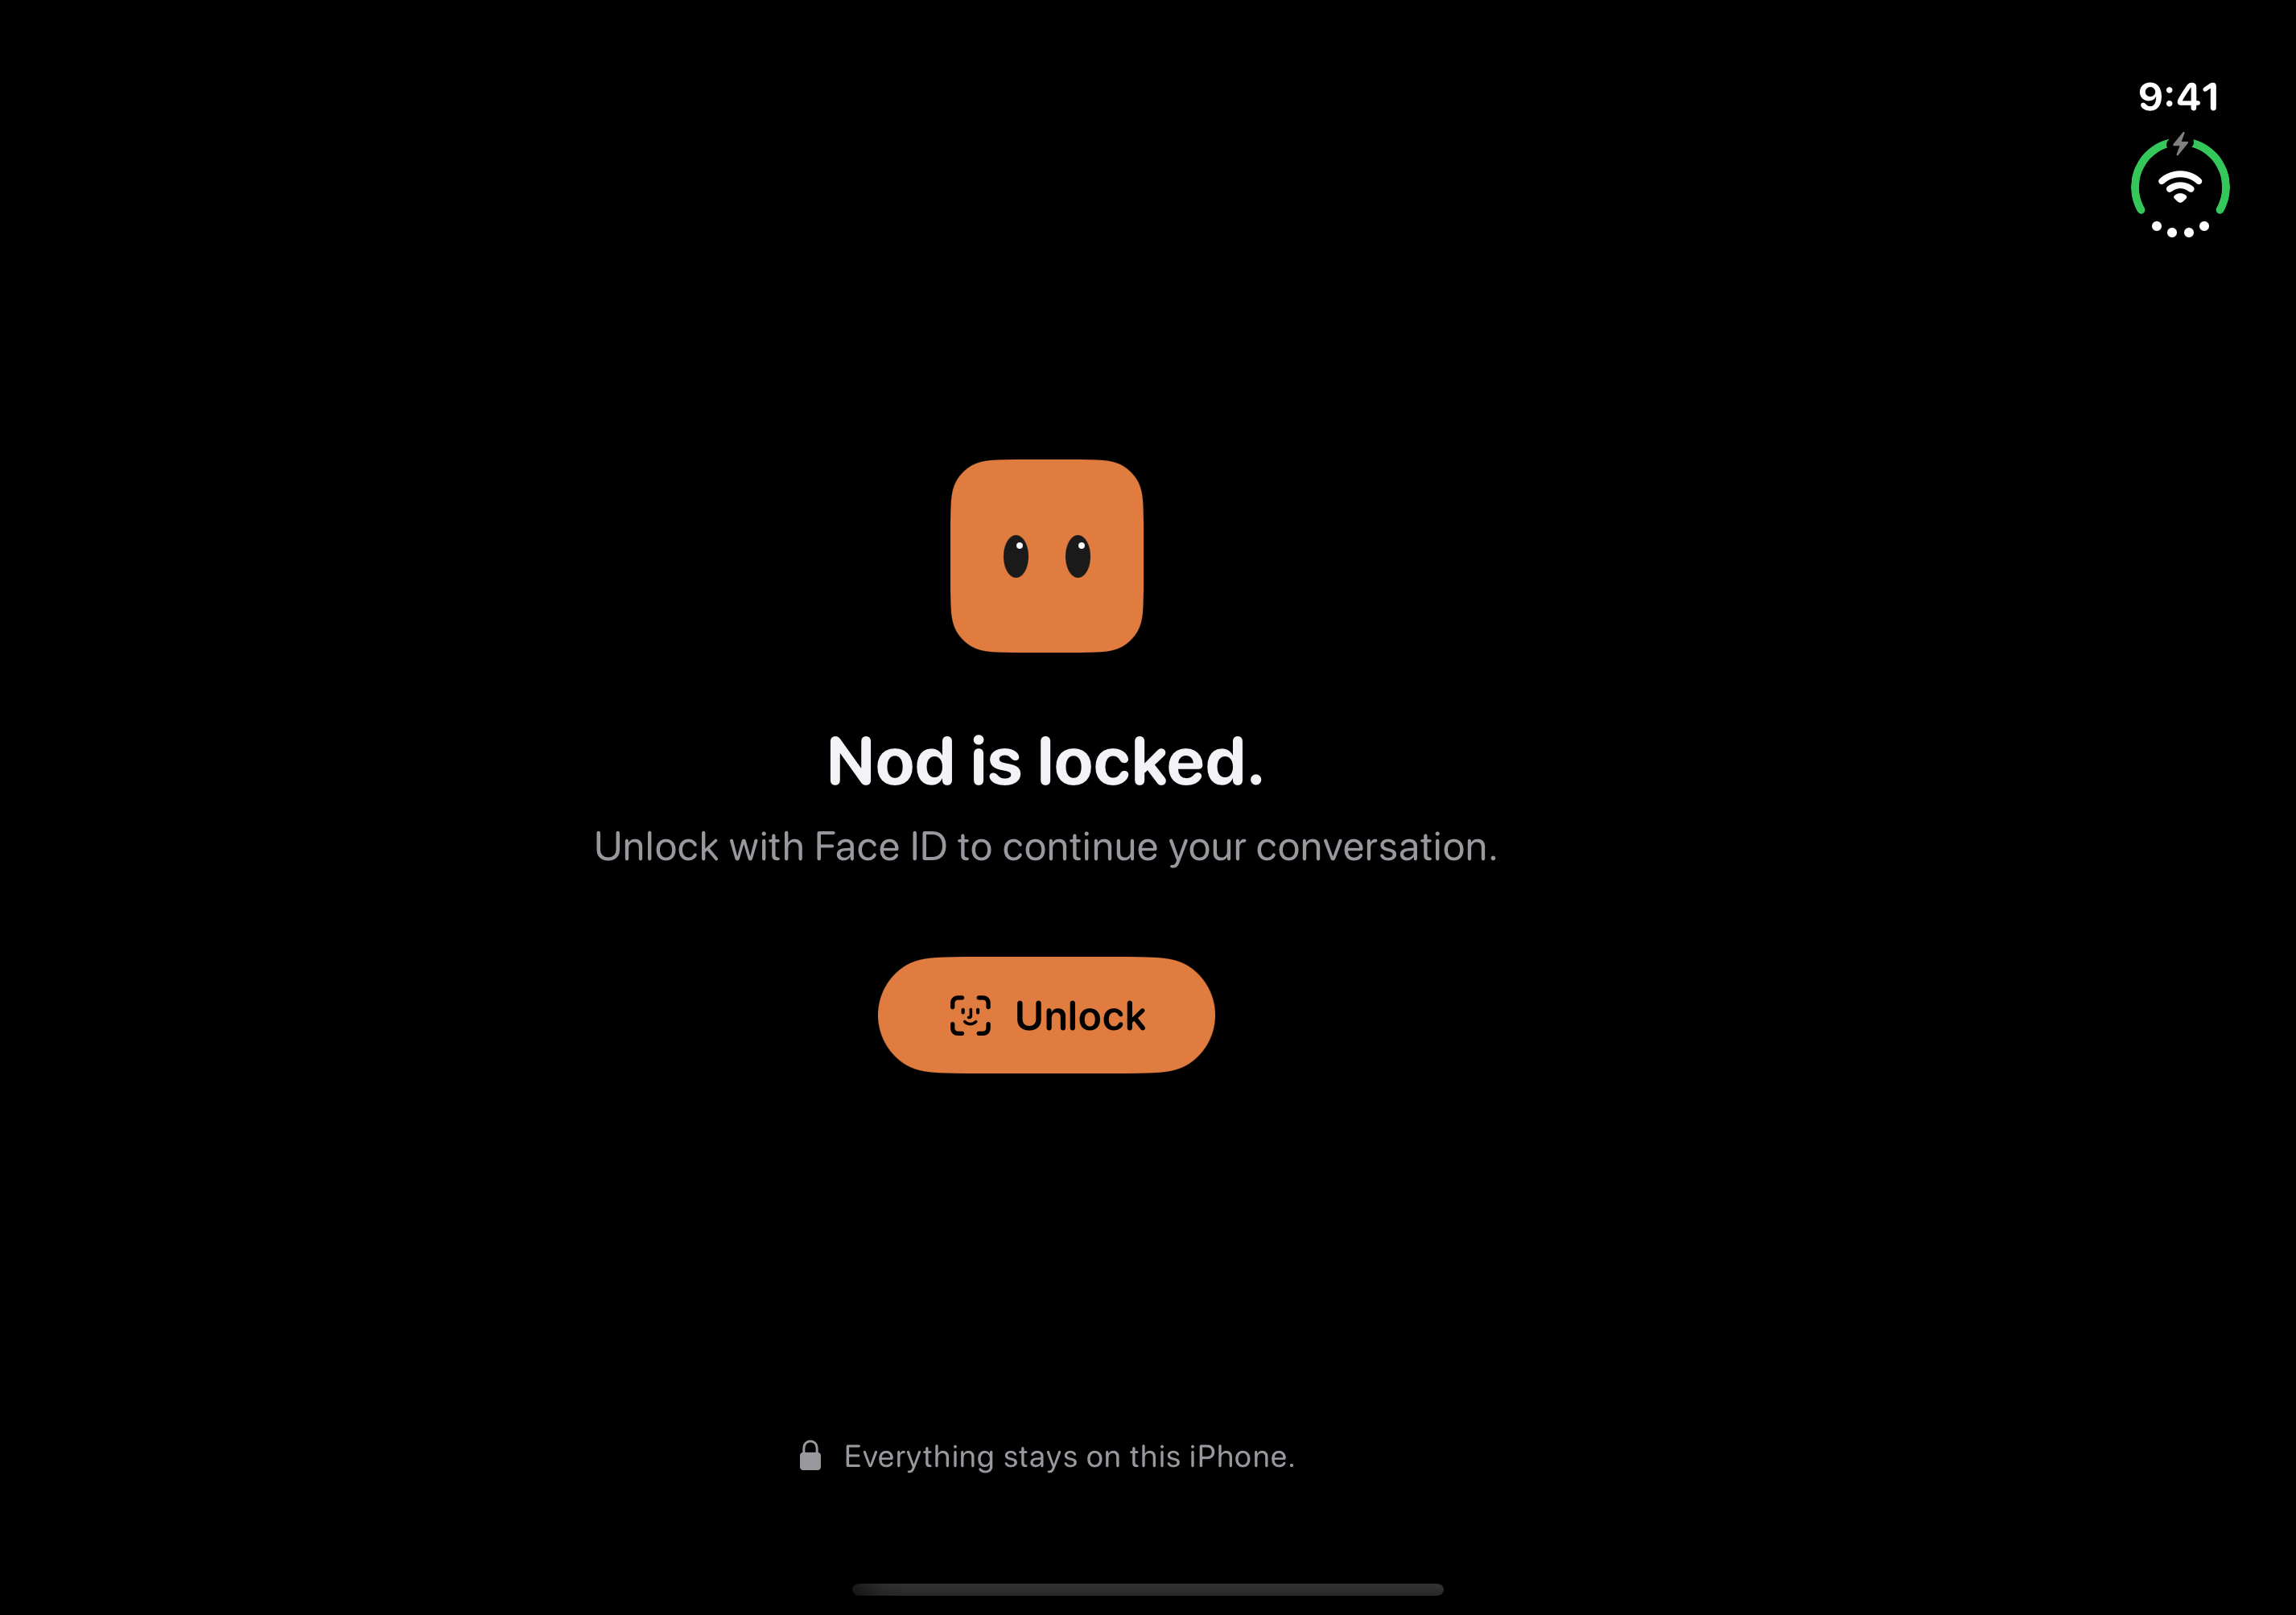 9:41
Nod is locked.
Unlock with Face ID to continue your conversation.
Unlock
Everything stays on this iPhone.